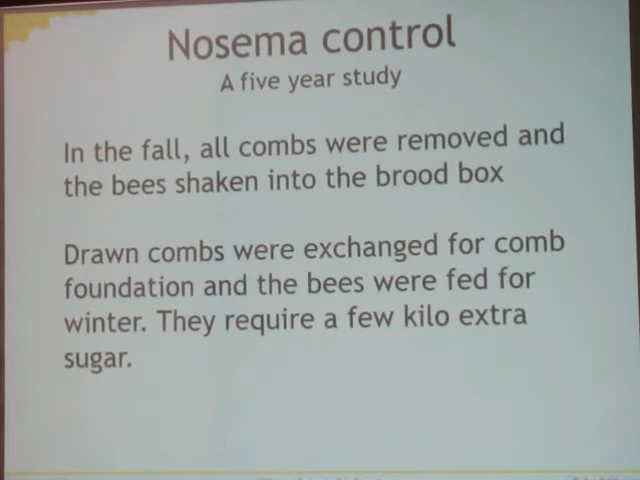 Nosema control
A five year study
In the fall, all combs were removed and
the bees shaken into the brood box
Drawn combs were exchanged for comb
foundation and the bees were fed for
winter. They require a few kilo extra
sugar.